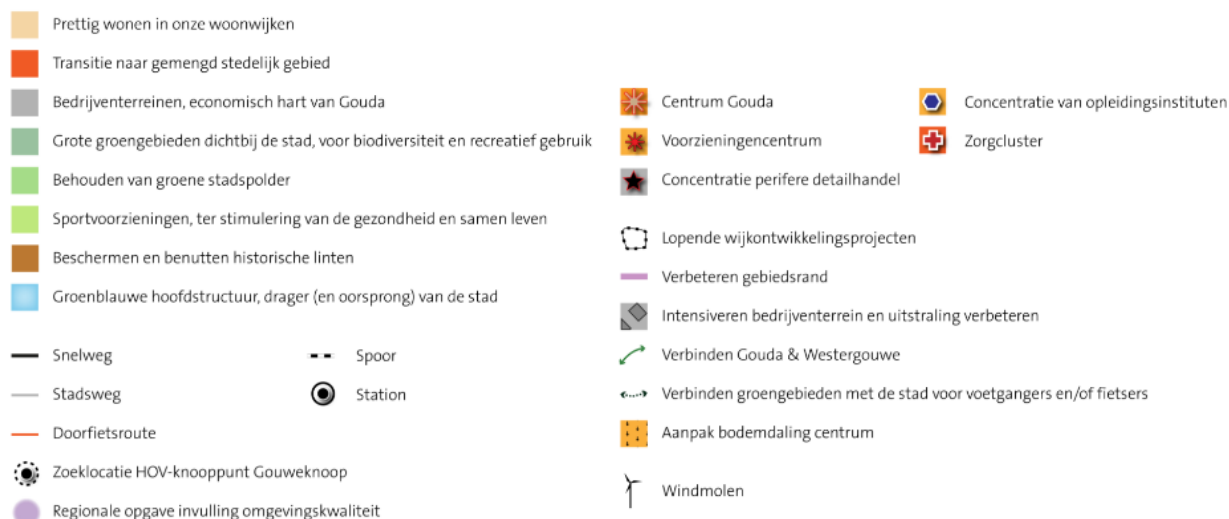 Prettig wonen in onze woonwijken
Transitie naar gemengd stedelijk gebied
Bedrijventerreinen, economisch hart van Gouda
Grote groengebieden dichtbij de stad, voor biodiversiteit en recreatief gebruik
Behouden van groene stadspolder
Sportvoorzieningen, ter stimulering van de gezondheid en samen leven
Beschermen en benutten historische linten
Groenblauwe hoofdstructuur, drager (en oorsprong) van de stad
Snelweg
Stadsweg
Doorfietsroute
Zoeklocatie HOV-knooppunt Gouweknoop
Regionale opgave invulling omgevingskwaliteit
Spoor
Station
Centrum Gouda
Voorzieningencentrum
Concentratie perifere detailhandel
Concentratie van opleidingsinstituten
Zorgcluster
Lopende wijkontwikkelingsprojecten
Verbeteren gebiedsrand
Intensiveren bedrijventerrein en uitstraling verbeteren
Verbinden Gouda & Westergouwe
Verbinden groengebieden met de stad voor voetgangers en/of fietsers
Aanpak bodemdaling centrum
Windmolen